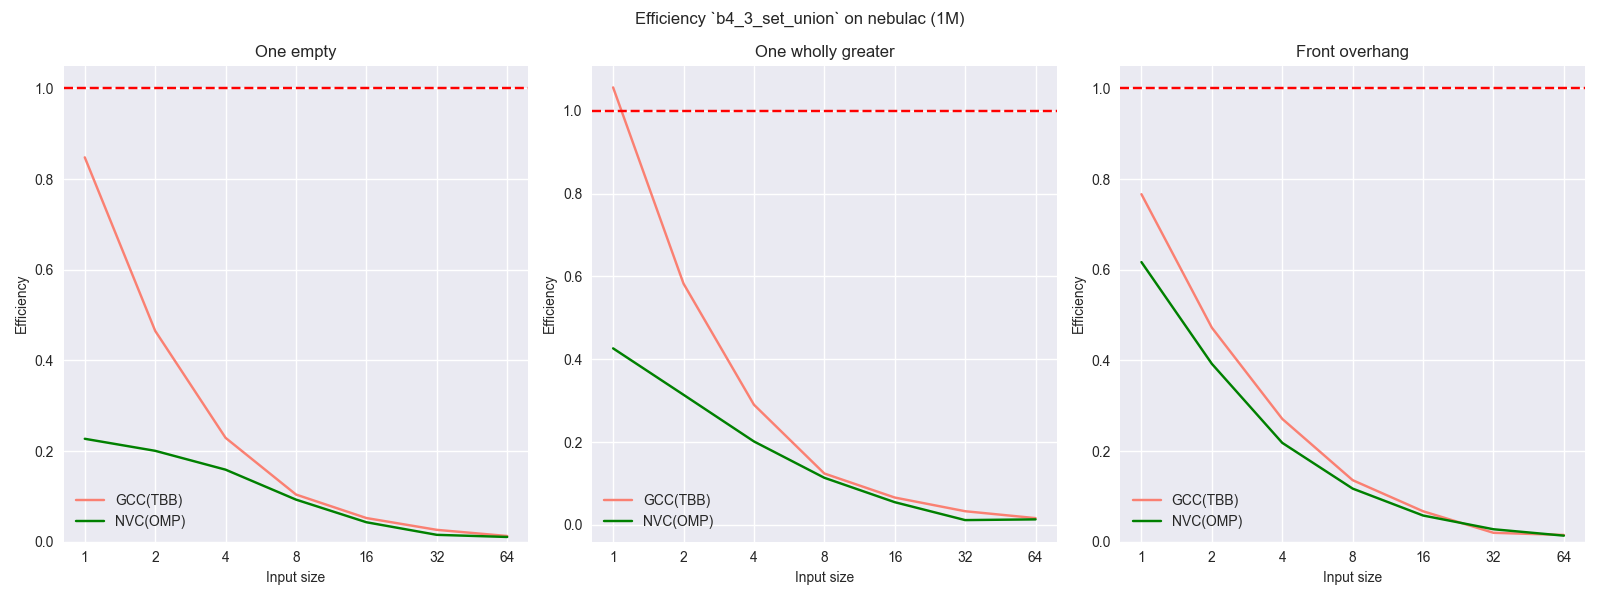 Efficiency `b4_3_set_union` on nebulac (1M)
One empty
1.0
0.8
0.6
0.4
0.2
0.0
Efficiency
1 2 4 8 16 32 64
Input size
GCC(TBB)
NVC(OMP)
One wholly greater
1.0
0.8
0.6
0.4
0.2
0.0
Efficiency
1 2 4 8 16 32 64
Input size
GCC(TBB)
NVC(OMP)
Front overhang
1.0
0.8
0.6
0.4
0.2
0.0
Efficiency
1 2 4 8 16 32 64
Input size
GCC(TBB)
NVC(OMP)